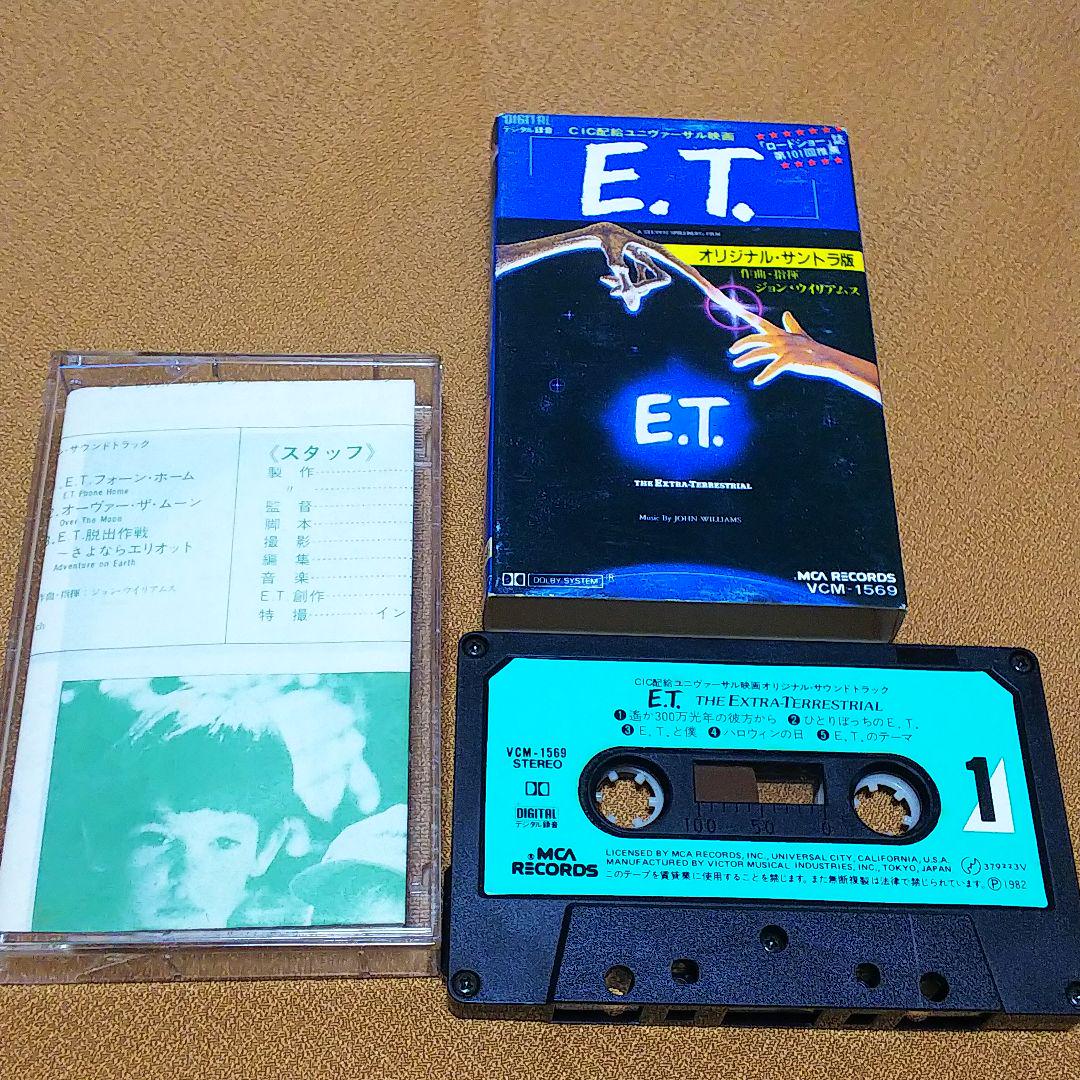 DIGITAL
デジタル録音
CIC配給ユニヴァーサル映画
「ロードショー」誌
第101回推薦
E.T.
A STEVEN SPIELBERG FILM
オリジナル・サントラ版
作曲・指揮
ジョン・ウイリアムス
E.T.
THE EXTRA-TERRESTRIAL
Music By JOHN WILLIAMS
DOLBY SYSTEM R
MCA RECORDS
VCM-1569
サウンドトラック
E.T.フォーン・ホーム
E.T. Phone Home
オーヴァー・ザ・ムーン
Over The Moon
E.T.脱出作戦
〜さよならエリオット
Adventure on Earth
作曲・指揮:ジョン・ウイリアムス
《スタッフ》
製作
〃
監督
脚本
撮影
編集
音楽
E.T.創作
特撮 イン
CIC配給ユニヴァーサル映画オリジナル・サウンドトラック
E.T. THE EXTRA-TERRESTRIAL
❶遙か300万光年の彼方から ❷ひとりぼっちのE.T.
❸E.T.と僕 ❹ハロウィンの日 ❺E.T.のテーマ
VCM-1569
STEREO
DIGITAL
デジタル録音
1
100 50 0
MCA RECORDS
LICENSED BY MCA RECORDS, INC., UNIVERSAL CITY, CALIFORNIA, U.S.A.
MANUFACTURED BY VICTOR MUSICAL INDUSTRIES, INC., TOKYO, JAPAN
379223V
このテープを賃貸業に使用することを禁じます。また無断複製は法律で禁じられています。Ⓟ1982